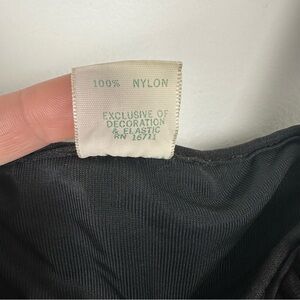 100% NYLON
EXCLUSIVE OF
DECORATION
& ELASTIC
RN 16711